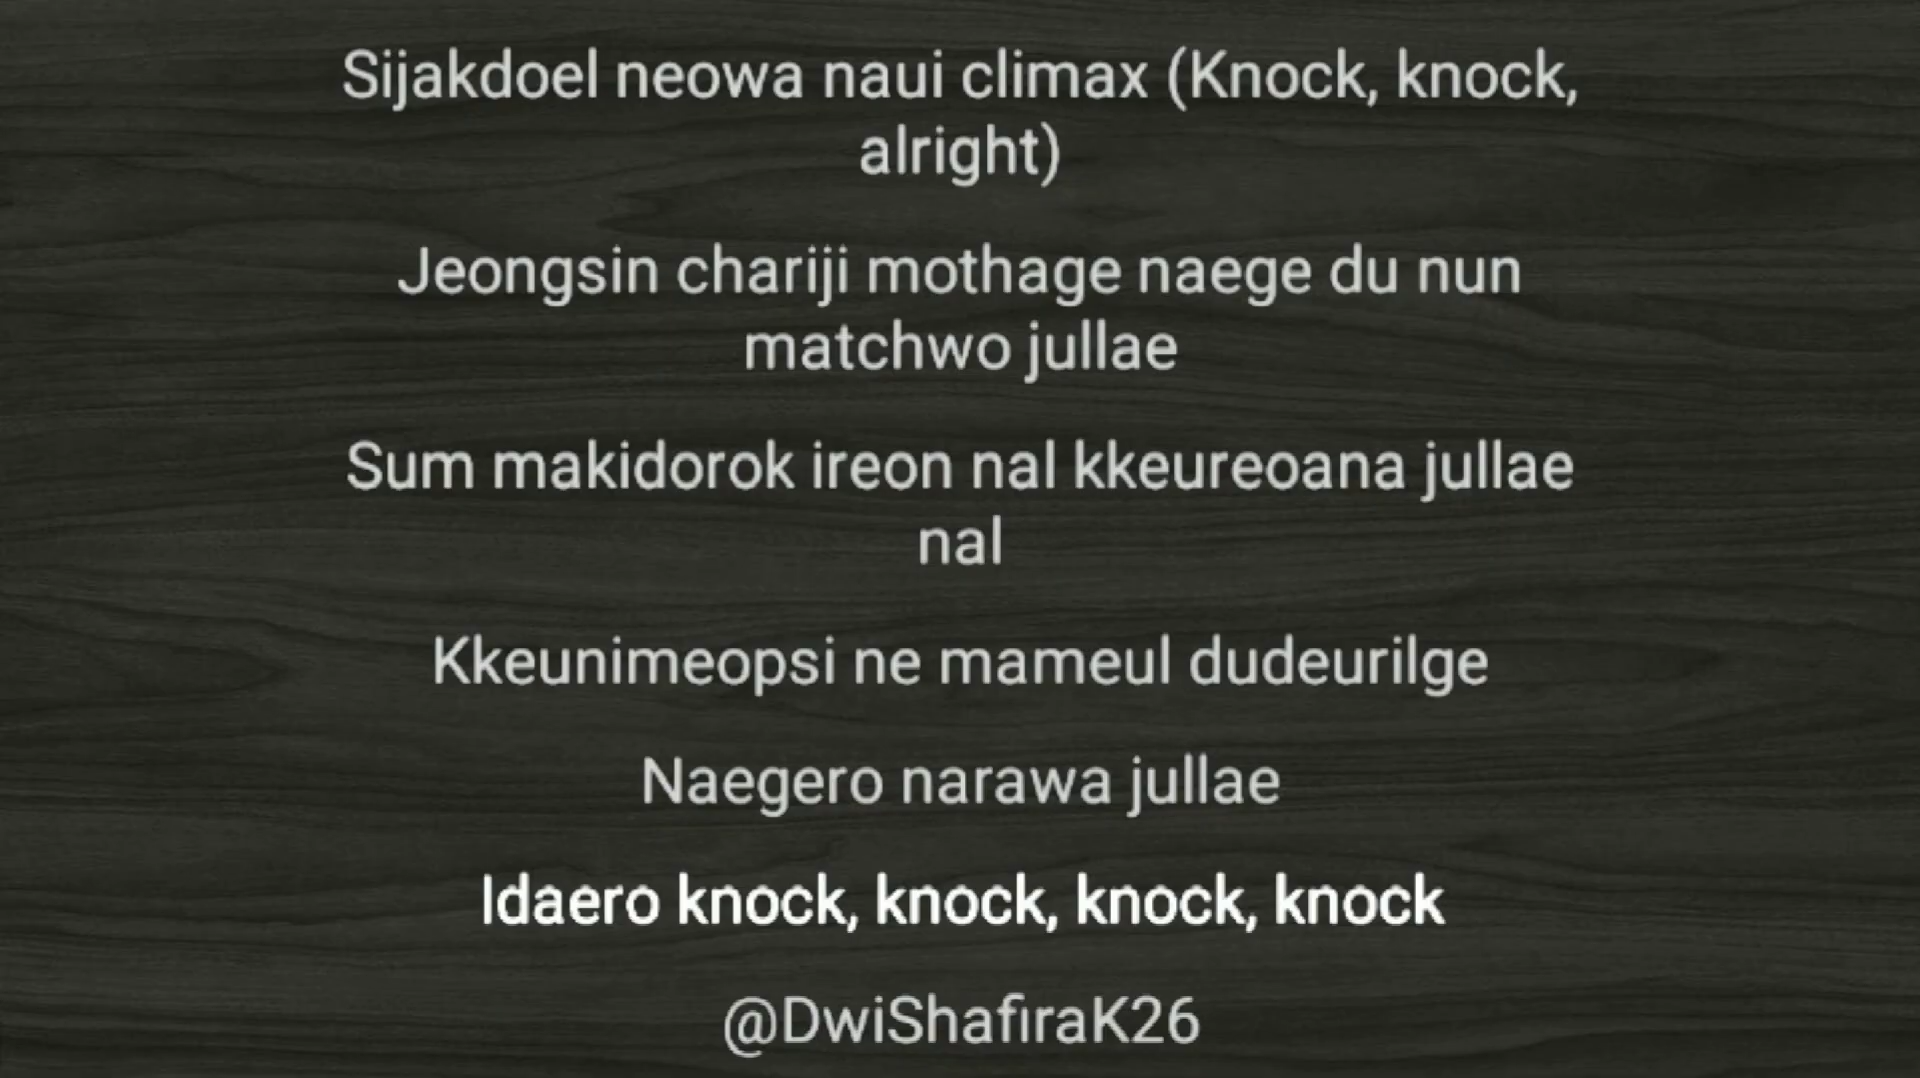 Sijakdoel neowa naui climax (Knock, knock,
alright)
Jeongsin chariji mothage naege du nun
matchwo jullae
Sum makidorok ireon nal kkeureoana jullae
nal
Kkeunimeopsi ne mameul dudeurilge
Naegero narawa jullae
Idaero knock, knock, knock, knock
@DwiShafiraK26